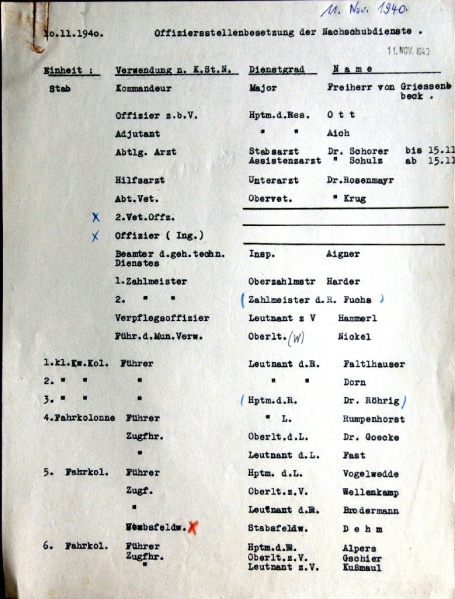 11. Nov. 1940.
10.11.1940. Offiziersstellenbesetzung der Nachschubdienste .
11. NOV. 1940
Einheit : Verwendung n. K.St.N. Dienstgrad N a m e
Stab Kommandeur Major Freiherr von Griessen=
beck .
Offizier z.b.V. Hptm.d.Res. O t t
Adjutant " " Aich
Abtlg. Arzt Stabsarzt Dr. Schorer bis 15.11
Assistenzarzt " Schulz ab 15.11
Hilfsarzt Unterarzt Dr.Rosenmayr
Abt.Vet. Obervet. " Krug
x 2.Vet.Offz.
x Offizier ( Ing.)
Beamter d.geh.techn. Insp. Aigner
Dienstes
1.Zahlmeister Oberzahlmstr Harder
2. " " (Zahlmeister d.R. Fuchs )
Verpflegsoffizier Leutnant z V Hammerl
Führ.d.Mun.Verw. Oberlt. (W) Nickel
1.kl.Kw.Kol. Führer Leutnant d.R. Faltlhauser
2. " " " " " Dorn
3. " " " (Hptm.d.R. Dr. Röhrig)
4.Fahrkolonne Führer " L. Rumpenhorst
Zugfhr. Oberlt.d.L. Dr. Goecke
" Leutnant d.L. Fast
5. Fahrkol. Führer Hptm. d.L. Vogelwedde
Zugf. Oberlt.z.V. Wellenkamp
" Leutnant d.R. Brodermann
Stabsfeldw. x Stabsfeldw. D e h m
6. Fahrkol. Führer Hptm.d.R. Alpers
Zugfhr. Oberlt.z.V. Gschier
" Leutnant z.V. Kußmaul